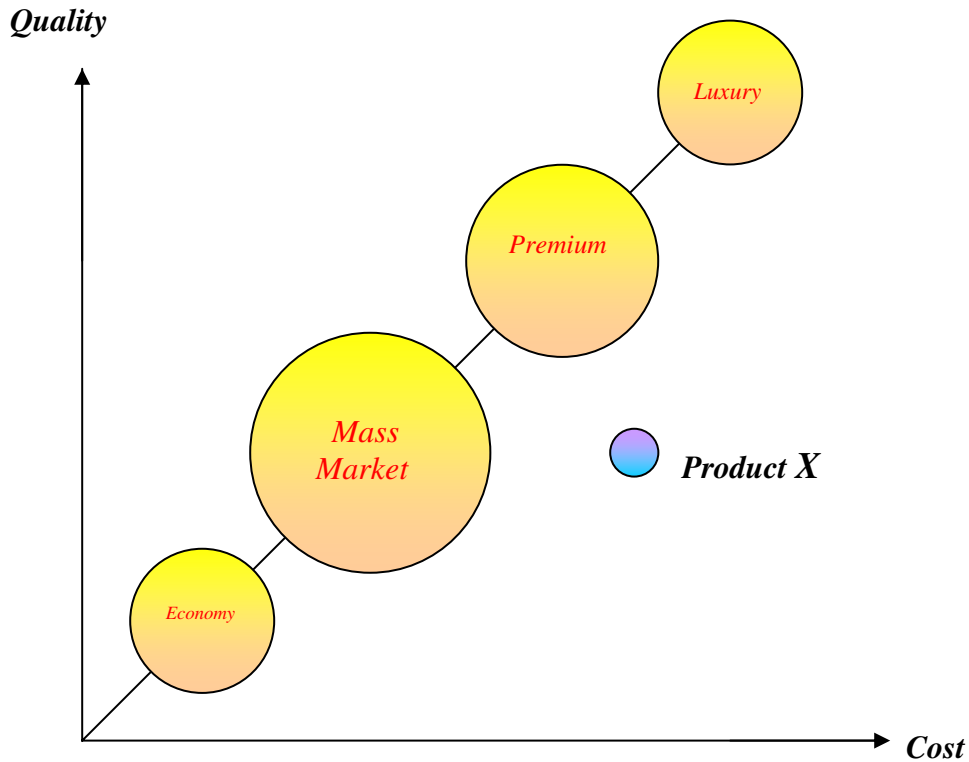 Quality
Luxury
Premium
Mass
Market
Product X
Economy
Cost